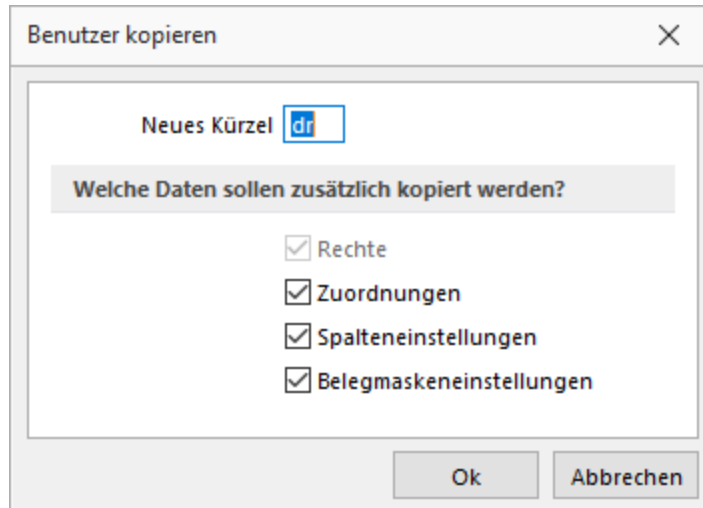 Benutzer kopieren
Neues Kürzel dr
Welche Daten sollen zusätzlich kopiert werden?
Rechte
Zuordnungen
Spalteneinstellungen
Belegmaskeneinstellungen
Ok Abbrechen